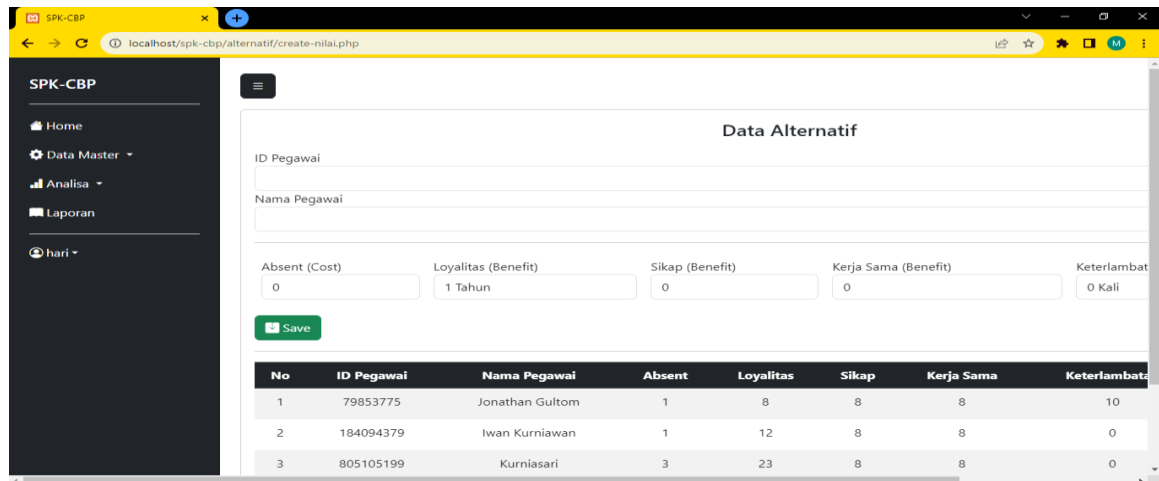 SPK-CBP
localhost/spk-cbp/alternatif/create-nilai.php
M
SPK-CBP
Home
Data Master
Analisa
Laporan
hari
Data Alternatif
ID Pegawai
Nama Pegawai
Absent (Cost) Loyalitas (Benefit) Sikap (Benefit) Kerja Sama (Benefit) Keterlambat
0 1 Tahun 0 0 0 Kali
Save
No ID Pegawai Nama Pegawai Absent Loyalitas Sikap Kerja Sama Keterlambata
1 79853775 Jonathan Gultom 1 8 8 8 10
2 184094379 Iwan Kurniawan 1 12 8 8 0
3 805105199 Kurniasari 3 23 8 8 0